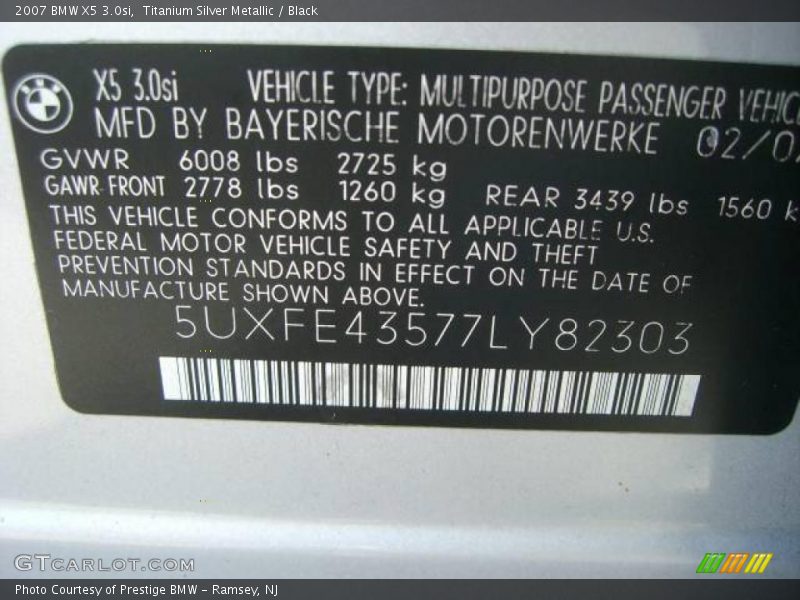 2007 BMW X5 3.0si,  Titanium Silver Metallic / Black
X5 3.0si VEHICLE TYPE: MULTIPURPOSE PASSENGER VEHIC
MFD BY BAYERISCHE MOTORENWERKE 02/0
GVWR 6008 lbs 2725 kg
GAWR FRONT 2778 lbs 1260 kg REAR 3439 lbs 1560 k
THIS VEHICLE CONFORMS TO ALL APPLICABLE U.S.
FEDERAL MOTOR VEHICLE SAFETY AND THEFT
PREVENTION STANDARDS IN EFFECT ON THE DATE OF
MANUFACTURE SHOWN ABOVE.
5UXFE43577LY82303
GTCARLOT.COM
Photo Courtesy of Prestige BMW - Ramsey, NJ